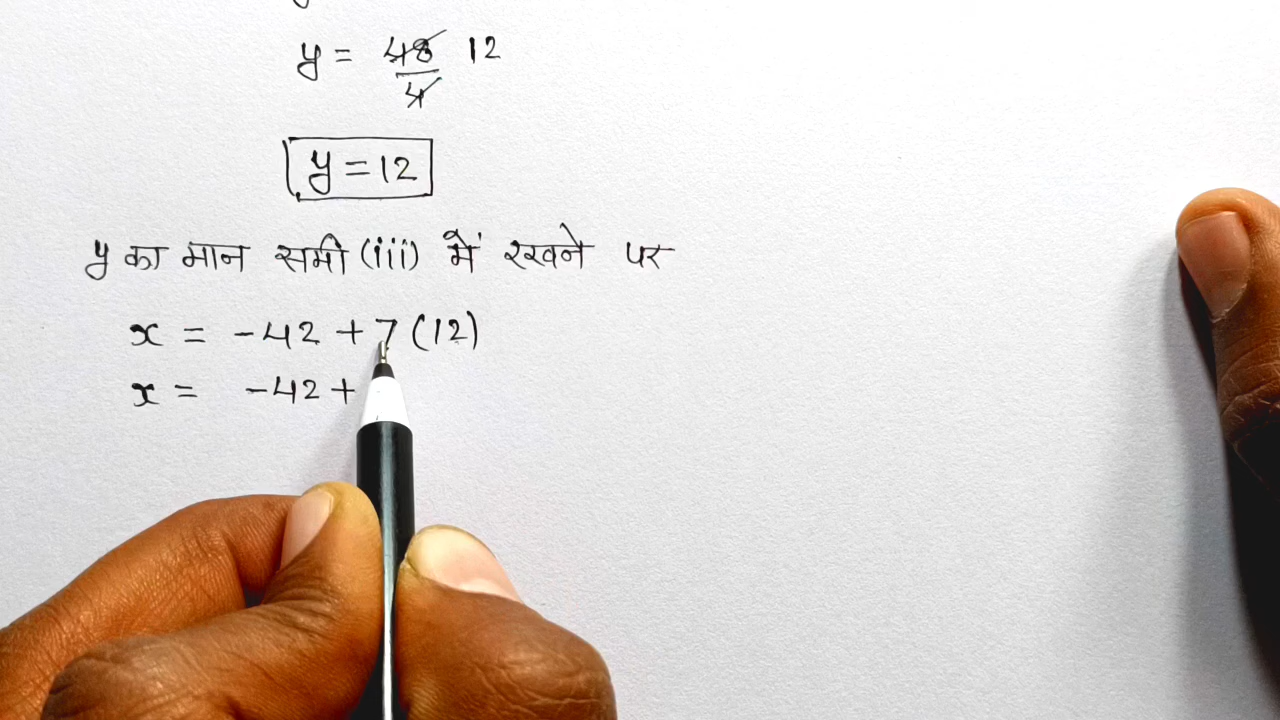 y = 48/4 12
y = 12
y का मान समी (iii) में रखने पर
x = -42 + 7 (12)
x = -42 +